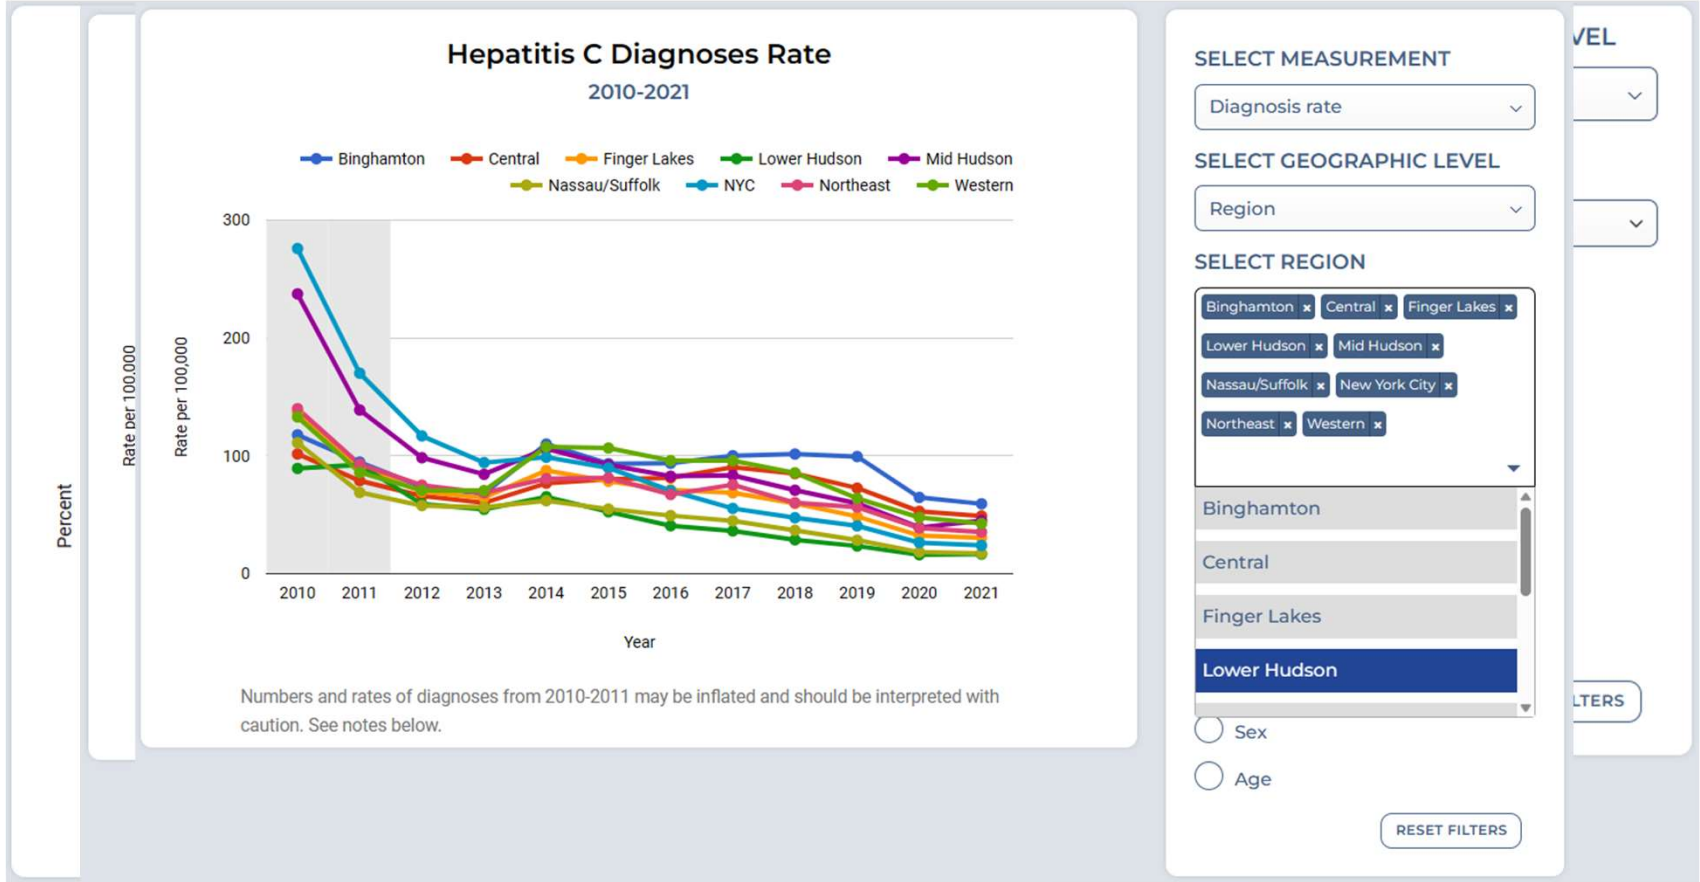 Hepatitis C Diagnoses Rate
2010-2021
Binghamton Central Finger Lakes Lower Hudson Mid Hudson
Nassau/Suffolk NYC Northeast Western
300
200
100
0
Percent
Rate per 100,000
Rate per 100,000
2010 2011 2012 2013 2014 2015 2016 2017 2018 2019 2020 2021
Year
Numbers and rates of diagnoses from 2010-2011 may be inflated and should be interpreted with
caution. See notes below.
SELECT MEASUREMENT
Diagnosis rate
SELECT GEOGRAPHIC LEVEL
Region
SELECT REGION
Binghamton × Central × Finger Lakes ×
Lower Hudson × Mid Hudson ×
Nassau/Suffolk × New York City ×
Northeast × Western ×
Binghamton
Central
Finger Lakes
Lower Hudson
Sex
Age
RESET FILTERS
VEL
LTERS